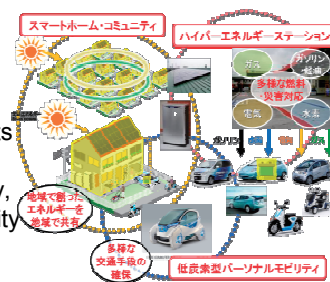 スマートホーム・コミュニティ
ハイパーエネルギーステーション
ガス
ガソリン・軽油
多様な燃料
災害対応
電気
水素
ガソリン
ts
y,
ity
地域で創った
エネルギーを
地域で共有
多様な
交通手段の
確保
低炭素型パーソナルモビリティ